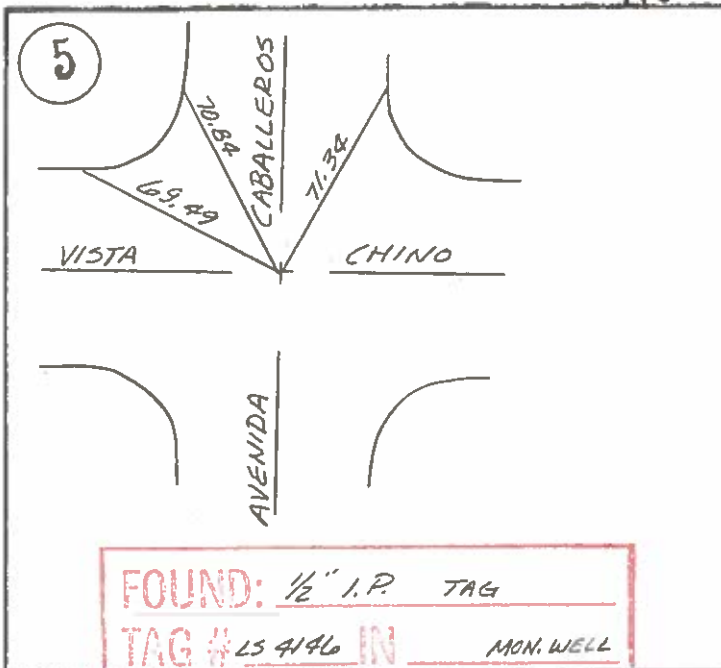 5
CABALLEROS
70.84
71.34
69.49
VISTA
CHINO
AVENIDA
FOUND: 1/2" I.P. TAG
TAG # LS 4146 IN MON. WELL